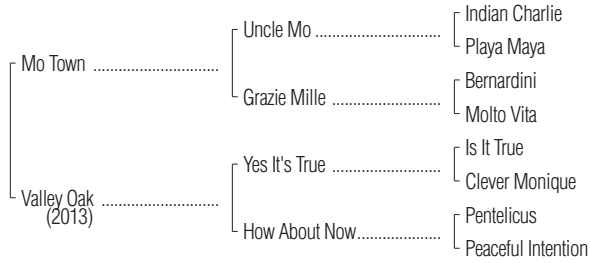 Indian Charlie
Uncle Mo
Playa Maya
Mo Town
Bernardini
Grazie Mille
Molto Vita
Is It True
Yes It's True
Clever Monique
Valley Oak
(2013)
Pentelicus
How About Now
Peaceful Intention